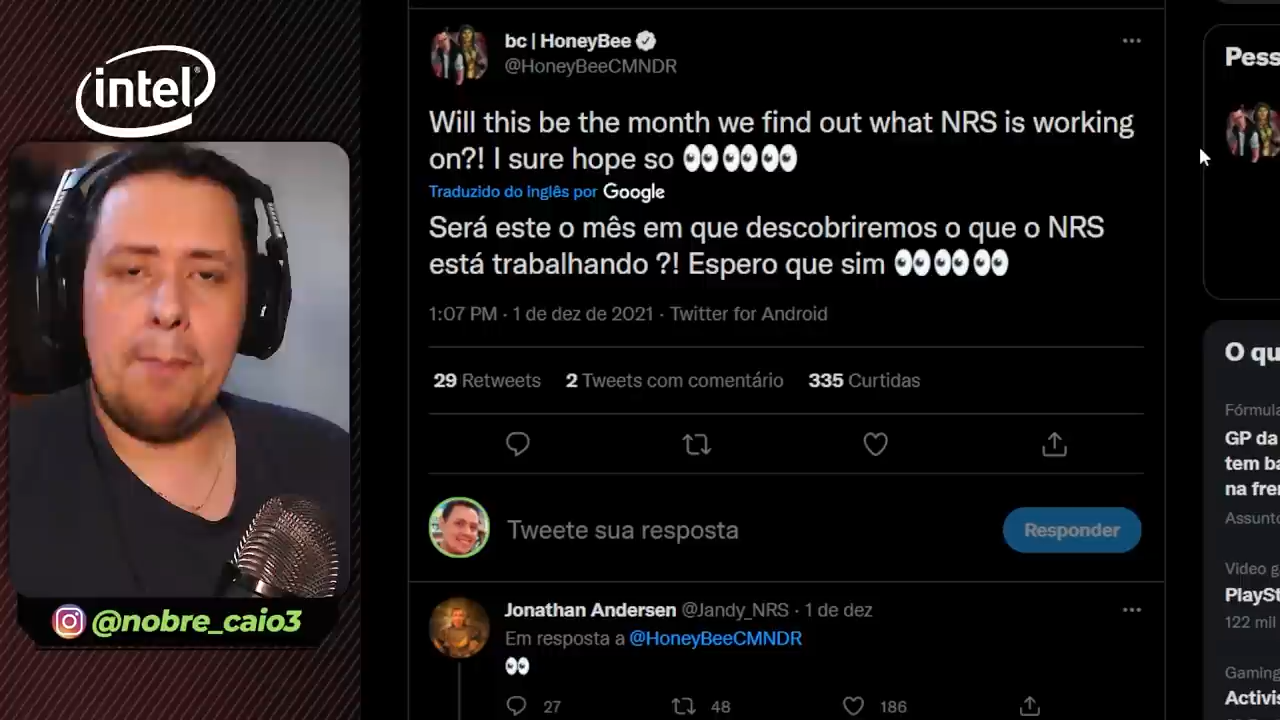 intel
@nobre_caio3
bc | HoneyBee
@HoneyBeeCMNDR
Will this be the month we find out what NRS is working
on?! I sure hope so 👀👀👀
Traduzido do inglês por Google
Será este o mês em que descobriremos o que o NRS
está trabalhando ?! Espero que sim 👀👀👀
1:07 PM · 1 de dez de 2021 · Twitter for Android
29 Retweets 2 Tweets com comentário 335 Curtidas
Tweete sua resposta
Responder
Jonathan Andersen @Jandy_NRS · 1 de dez
Em resposta a @HoneyBeeCMNDR
👀
27 48 186
Pess
O qu
Fórmula
GP da
tem ba
na fren
Assunto
Video g
PlaySt
122 mil
Gaming
Activis